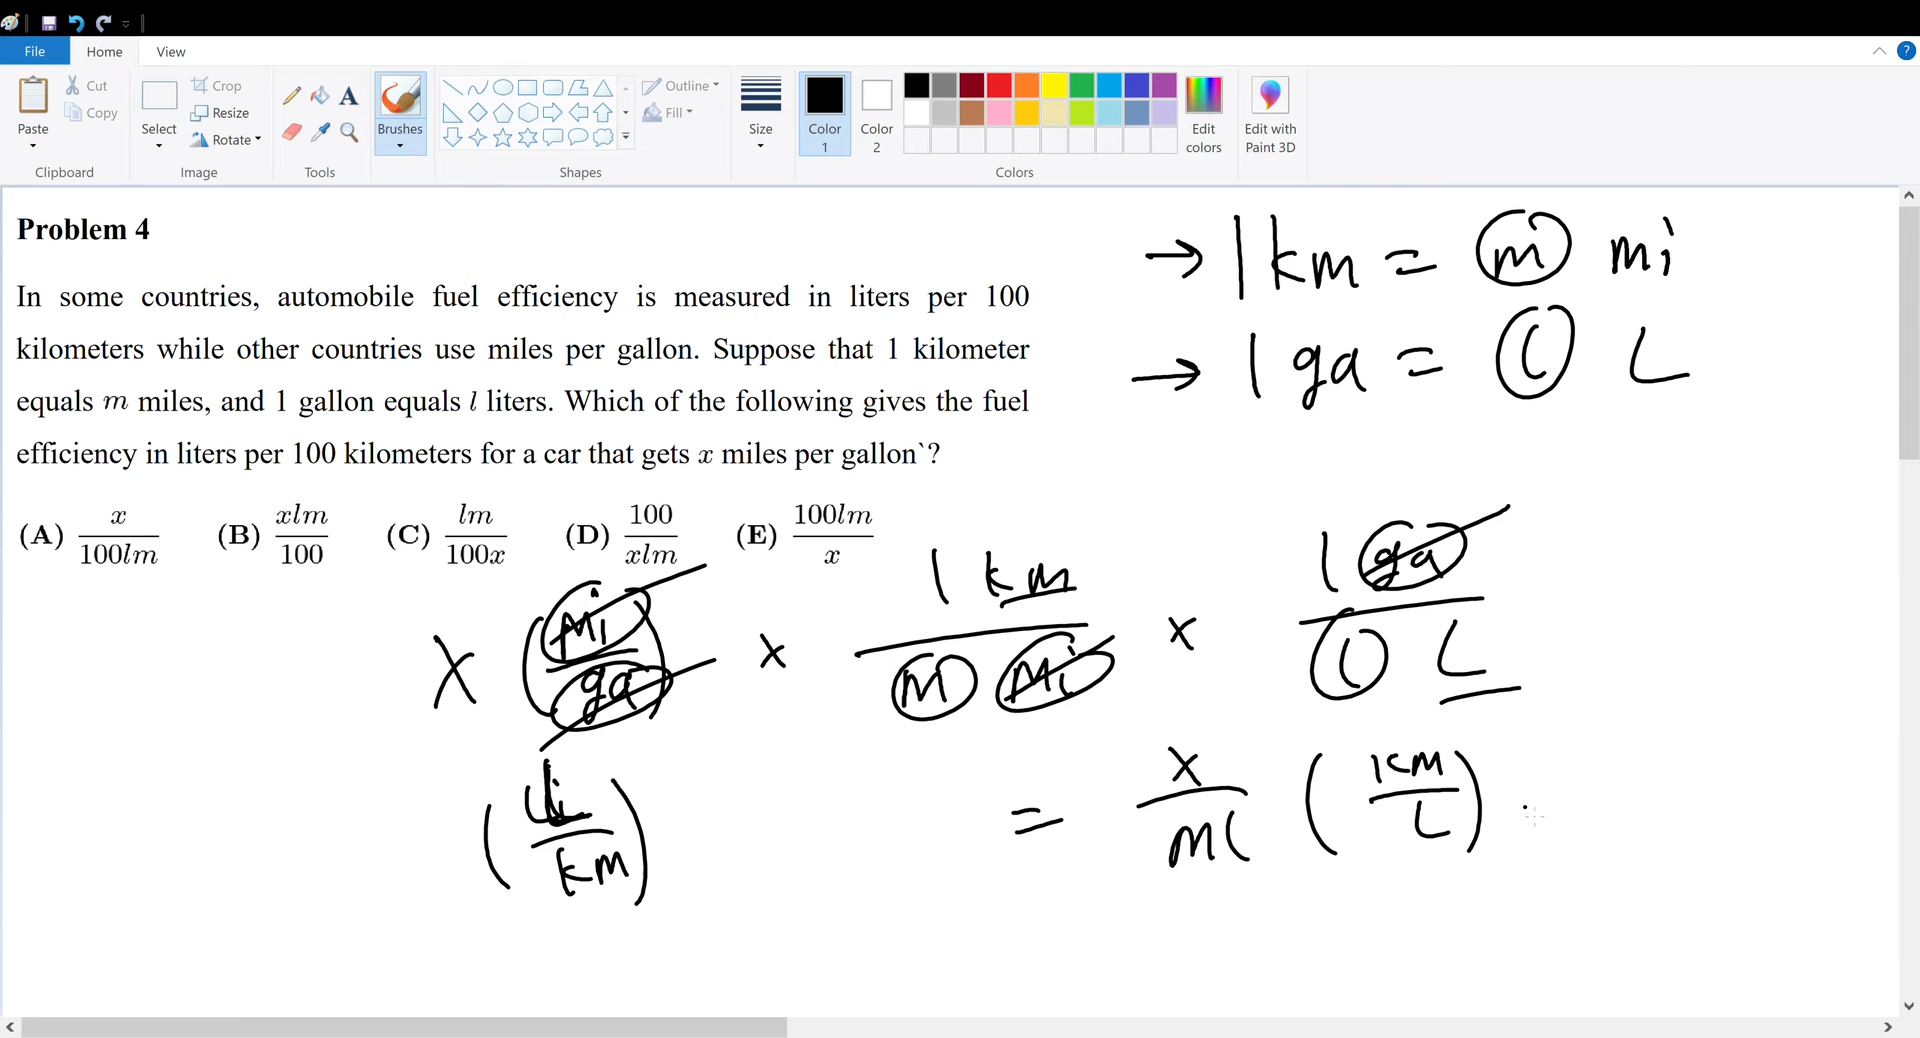 File Home View
Paste
Cut
Copy
Clipboard
Select
Crop
Resize
Rotate
Image
A
Tools
Brushes
Outline
Fill
Shapes
Size
Color 1
Color 2
Edit colors
Edit with Paint 3D
Colors
Problem 4
In some countries, automobile fuel efficiency is measured in liters per 100
kilometers while other countries use miles per gallon. Suppose that 1 kilometer
equals m miles, and 1 gallon equals l liters. Which of the following gives the fuel
efficiency in liters per 100 kilometers for a car that gets x miles per gallon`?
(A) x/100lm (B) xlm/100 (C) lm/100x (D) 100/xlm (E) 100lm/x
→ 1 km = m mi
→ 1 ga = l L
x (mi/ga) × 1 km/m mi × 1 ga/l L
= x/ml (km/L)
km